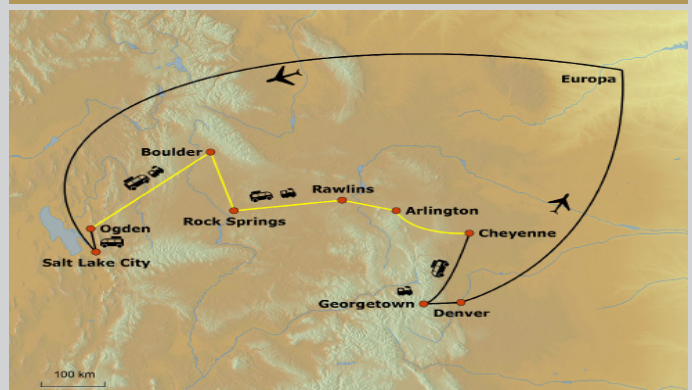 Europa
Boulder
Rawlins
Rock Springs
Arlington
Ogden
Cheyenne
Salt Lake City
Georgetown
Denver
100 km